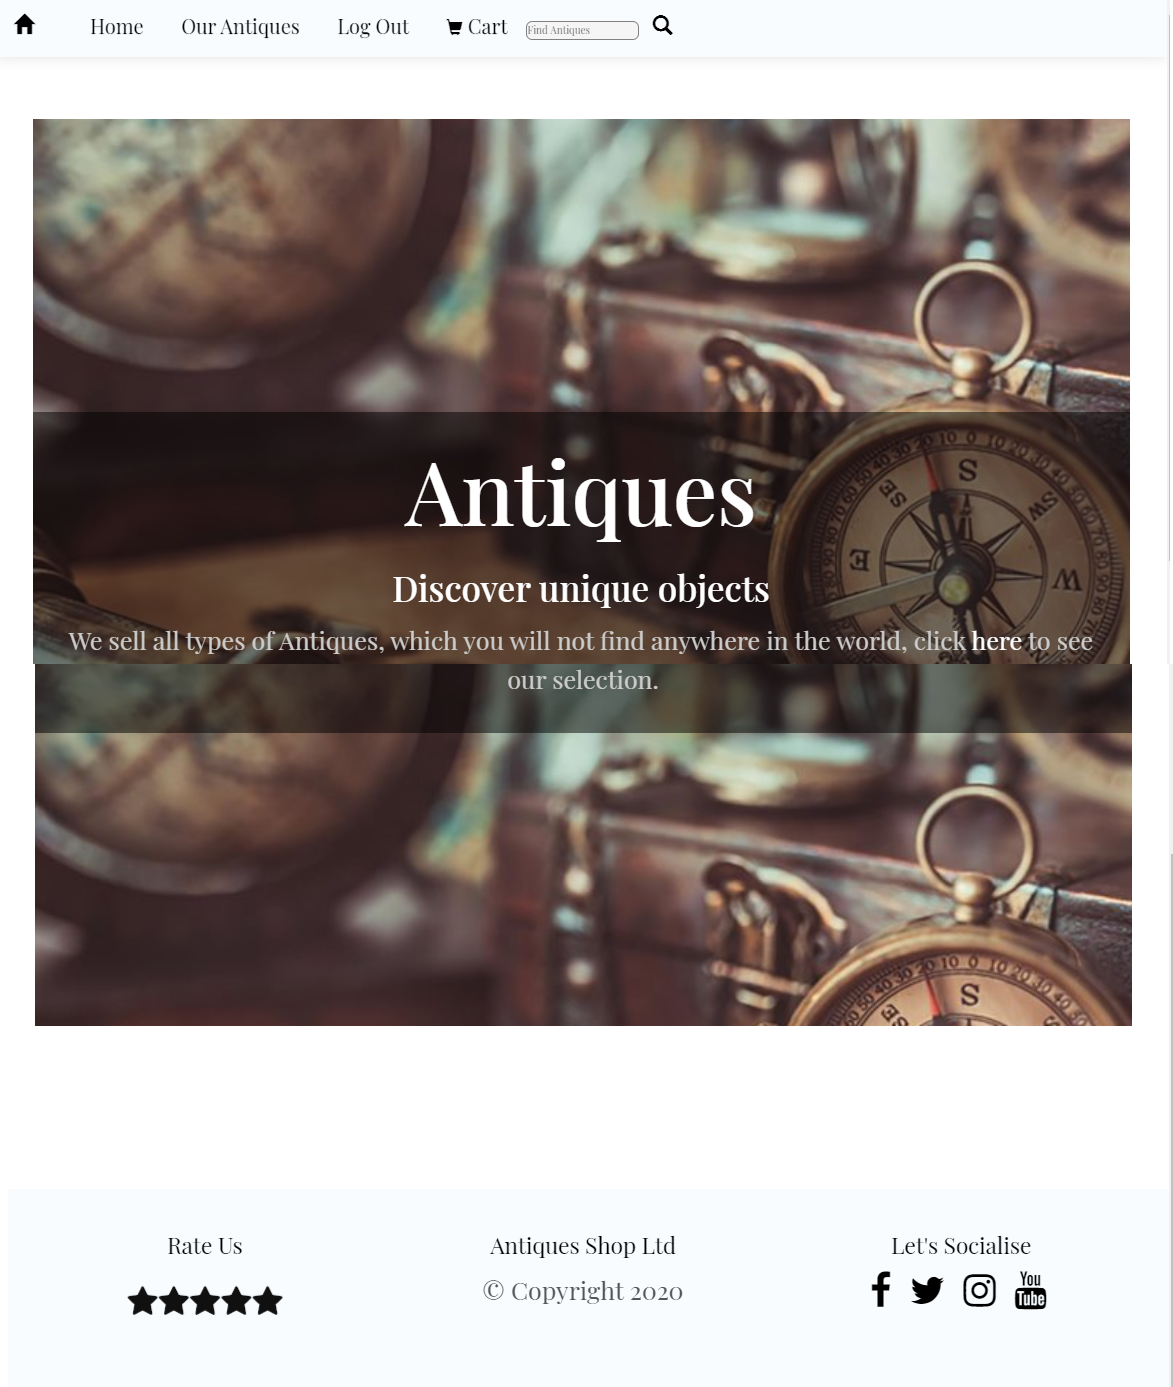 Home Our Antiques Log Out Cart Find Antiques
Antiques
Discover unique objects
We sell all types of Antiques, which you will not find anywhere in the world, click here to see
our selection.
Rate Us Antiques Shop Ltd Let's Socialise
© Copyright 2020
You
Tube